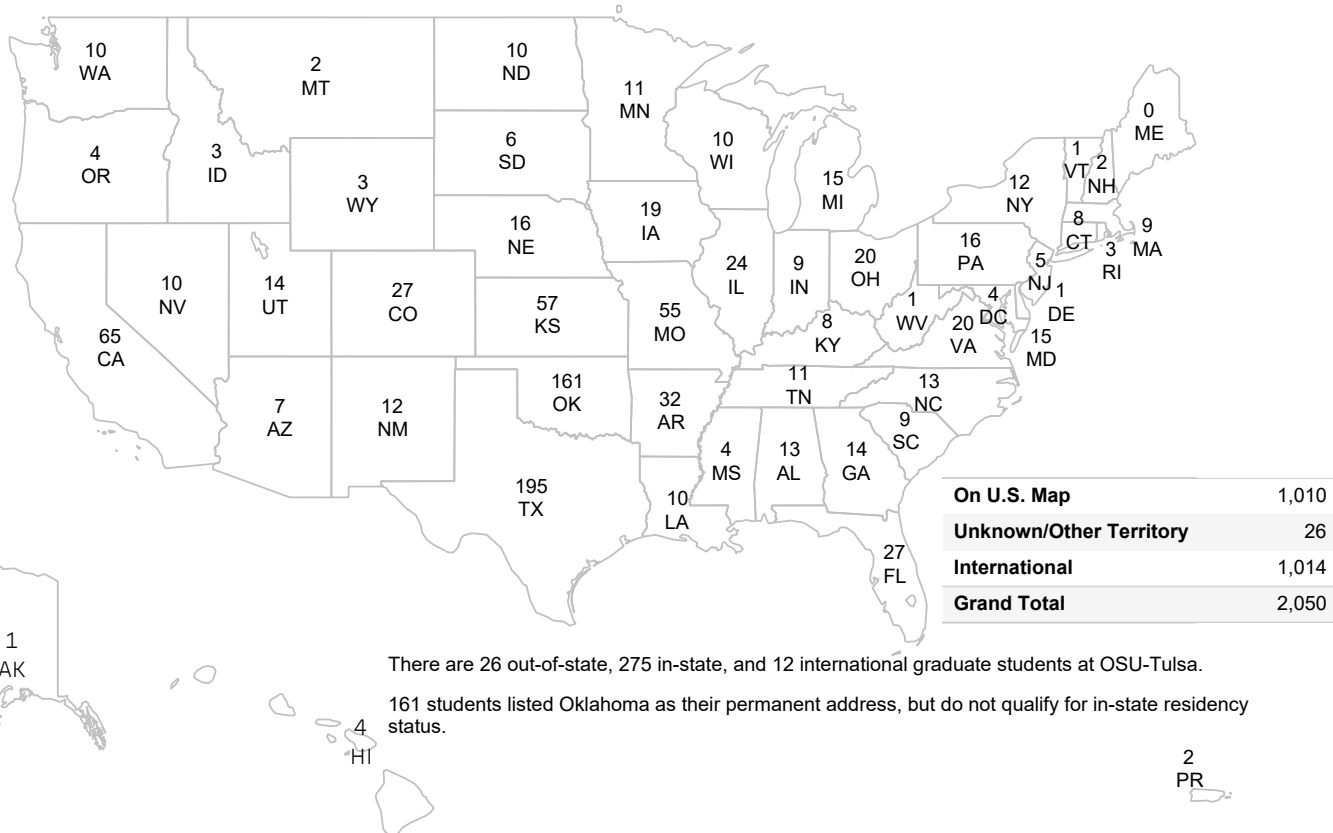 10
WA
2
MT
10
ND
11
MN
0
ME
4
OR
3
ID
3
WY
6
SD
10
WI
15
MI
12
NY
1
VT
2
NH
10
NV
14
UT
27
CO
16
NE
19
IA
24
IL
9
IN
20
OH
16
PA
8
CT
3
RI
9
MA
5
NJ
1
DE
65
CA
57
KS
55
MO
8
KY
1
WV
20
VA
4
DC
15
MD
7
AZ
12
NM
161
OK
32
AR
11
TN
13
NC
9
SC
195
TX
10
LA
4
MS
13
AL
14
GA
27
FL
On U.S. Map 1,010
Unknown/Other Territory 26
International 1,014
Grand Total 2,050
1
AK
4
HI
There are 26 out-of-state, 275 in-state, and 12 international graduate students at OSU-Tulsa.
161 students listed Oklahoma as their permanent address, but do not qualify for in-state residency
status.
2
PR